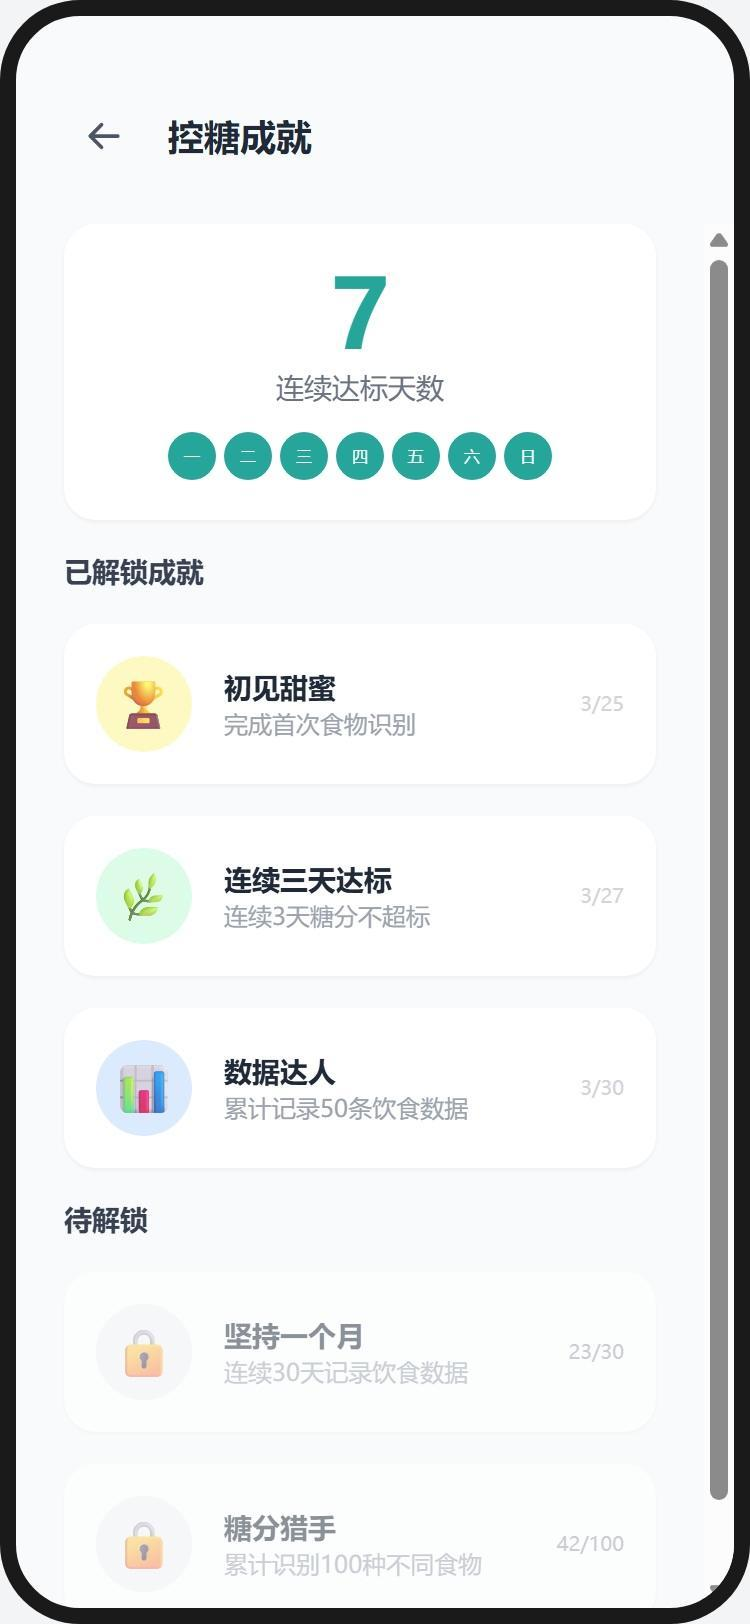 控糖成就
7
连续达标天数
一 二 三 四 五 六 日
已解锁成就
初见甜蜜
完成首次食物识别
3/25
连续三天达标
连续3天糖分不超标
3/27
数据达人
累计记录50条饮食数据
3/30
待解锁
坚持一个月
连续30天记录饮食数据
23/30
糖分猎手
累计识别100种不同食物
42/100